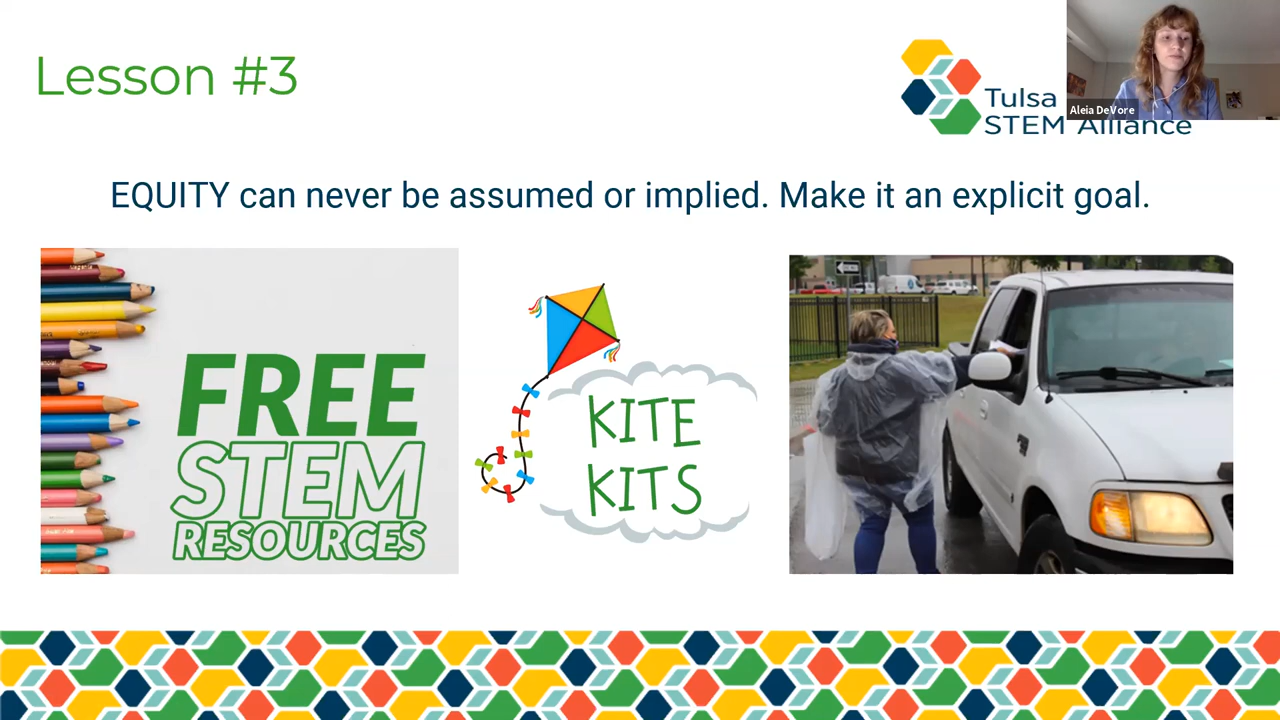 Lesson #3
Tulsa
STEM Alliance
Aleia DeVore
EQUITY can never be assumed or implied. Make it an explicit goal.
FREE
STEM
RESOURCES
KITE
KITS